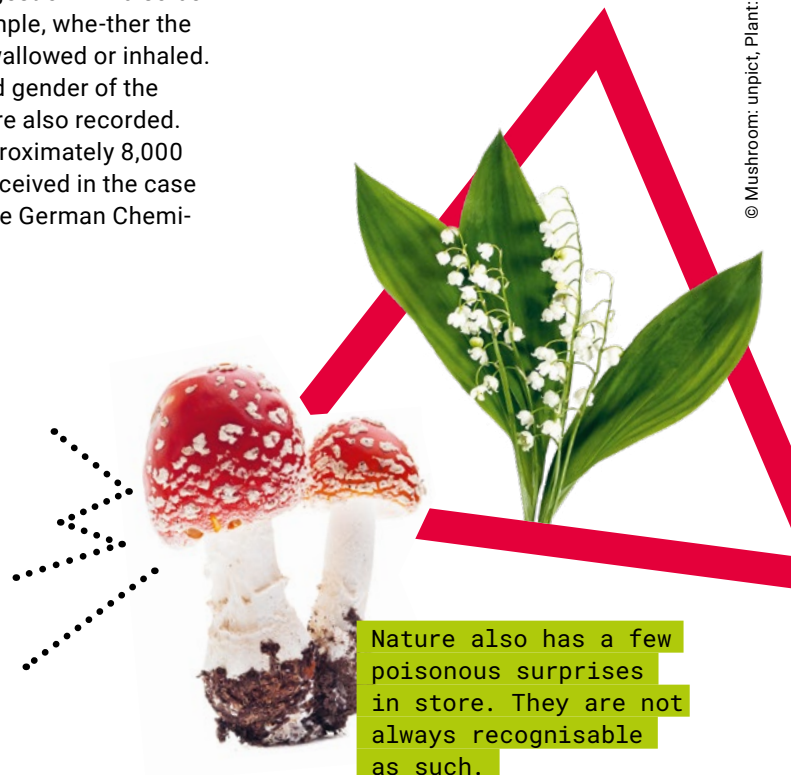 mple, whe-ther the
wallowed or inhaled.
d gender of the
re also recorded.
roximately 8,000
ceived in the case
e German Chemi-
© Mushroom: unpict, Plant:
Nature also has a few
poisonous surprises
in store. They are not
always recognisable
as such.